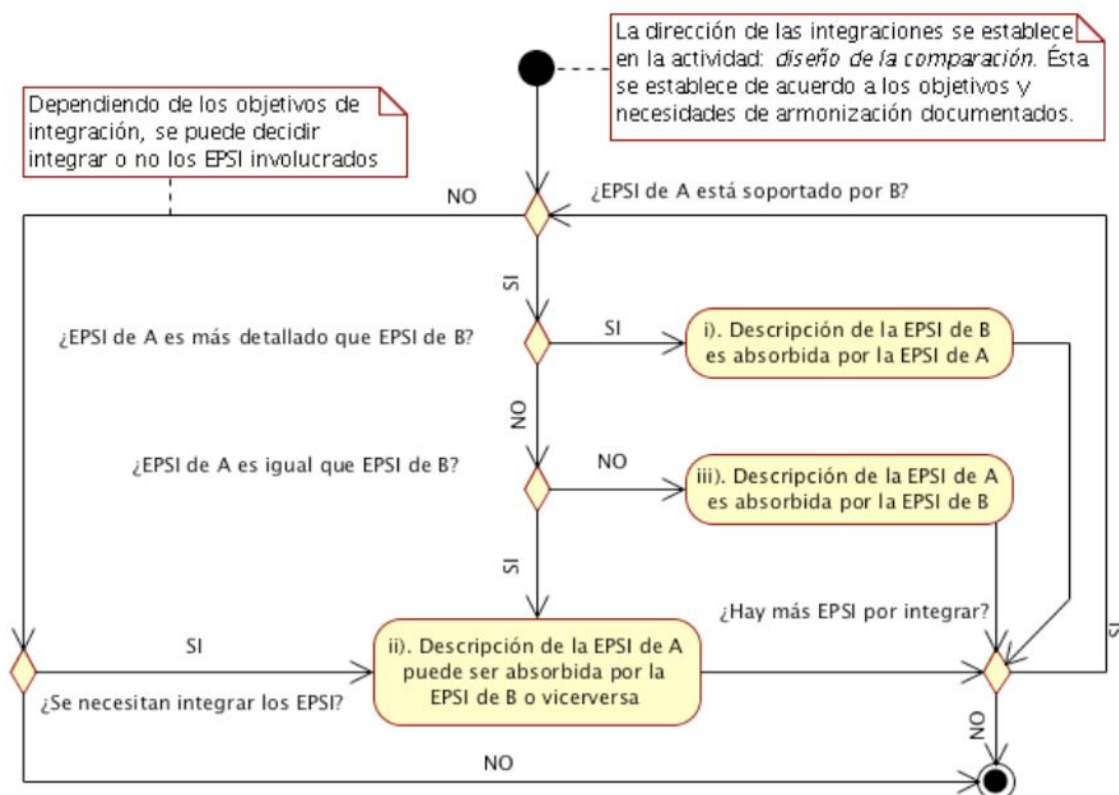 La dirección de las integraciones se establece
en la actividad: diseño de la comparación. Ésta
se establece de acuerdo a los objetivos y
necesidades de armonización documentados.
Dependiendo de los objetivos de
integración, se puede decidir
integrar o no los EPSI involucrados
NO
¿EPSI de A está soportado por B?
SI
¿EPSI de A es más detallado que EPSI de B?
SI
i). Descripción de la EPSI de B
es absorbida por la EPSI de A
NO
¿EPSI de A es igual que EPSI de B?
NO
iii). Descripción de la EPSI de A
es absorbida por la EPSI de B
SI
¿Hay más EPSI por integrar?
SI
SI
ii). Descripción de la EPSI de A
puede ser absorbida por la
EPSI de B o vicerversa
¿Se necesitan integrar los EPSI?
NO
NO